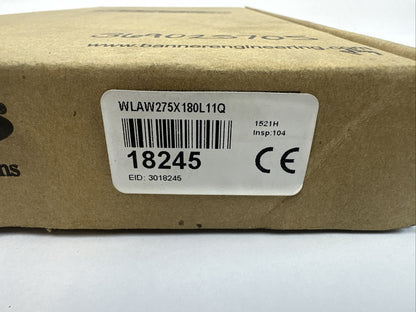 www.bannerengineering.com
WLAW275X180L11Q
18245
EID: 3018245
1521H
Insp:104
CE